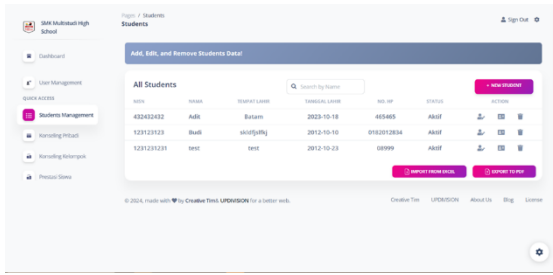 SMK Multistudi High School
Pages / Students
Students
Sign Out
Dashboard
User Management
QUICK ACCESS
Students Management
Konseling Pribadi
Konseling Kelompok
Prestasi Siswa
Add, Edit, and Remove Students Data!
All Students
Search by Name
+ NEW STUDENT
NISN NAMA TEMPAT LAHIR TANGGAL LAHIR NO. HP STATUS ACTION
432432432 Adit Batam 2023-10-18 465465 Aktif
123123123 Budi 2012-10-10 0182012834 Aktif
1231231231 test test 2012-10-23 08999 Aktif
IMPORT FROM EXCEL
EXPORT TO PDF
© 2024, made with by Creative Tim& UPDIVISION for a better web.
Creative Tim UPDIVISION About Us Blog License